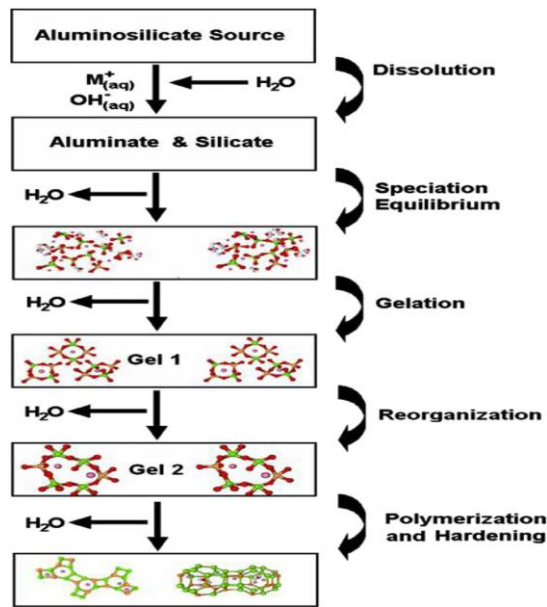 Aluminosilicate Source
M⁺(aq)
OH⁻(aq)
H₂O
Dissolution
Aluminate & Silicate
H₂O
Speciation
Equilibrium
H₂O
Gelation
Gel 1
H₂O
Reorganization
Gel 2
H₂O
Polymerization
and Hardening